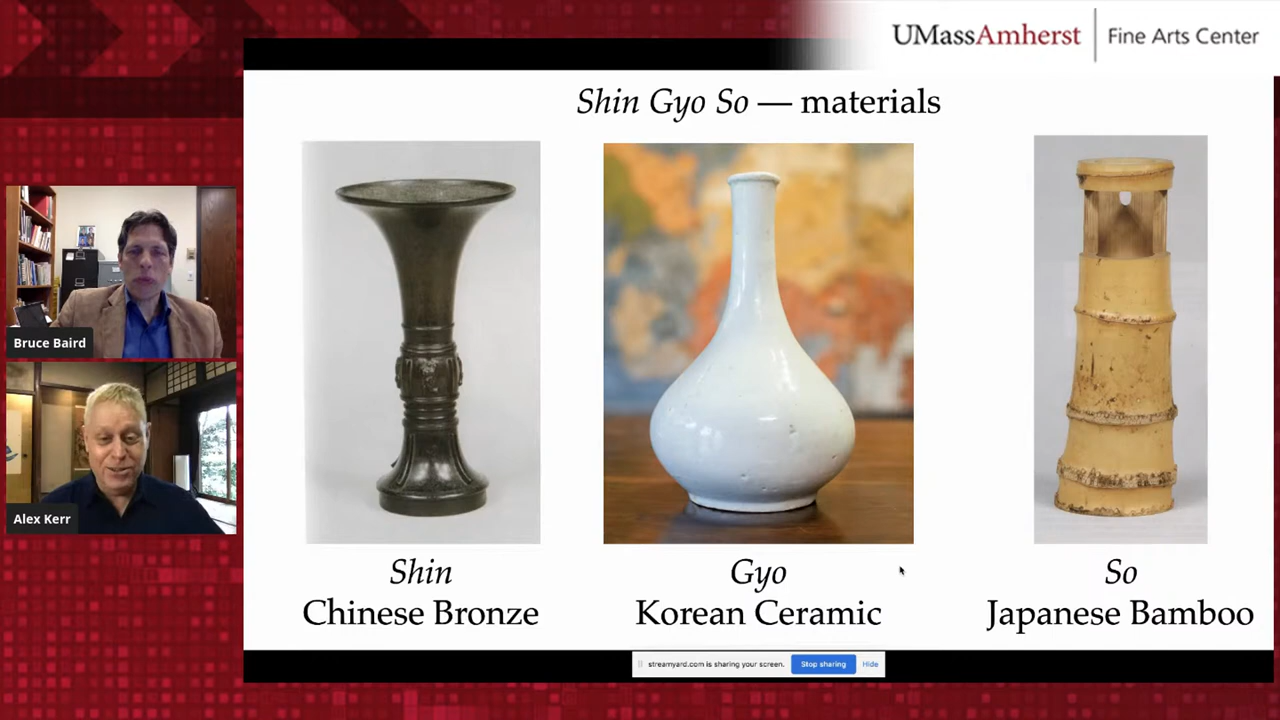 UMassAmherst | Fine Arts Center
Shin Gyo So — materials
Bruce Baird
Alex Kerr
Shin
Chinese Bronze
Gyo
Korean Ceramic
So
Japanese Bamboo
streamyard.com is sharing your screen. Stop sharing Hide